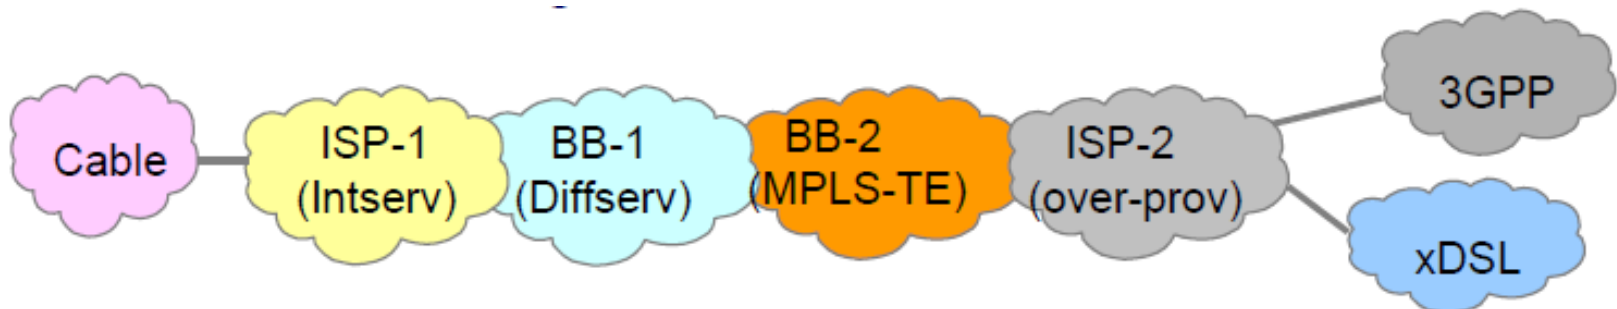 Cable
ISP-1
(Intserv)
BB-1
(Diffserv)
BB-2
(MPLS-TE)
ISP-2
(over-prov)
3GPP
xDSL